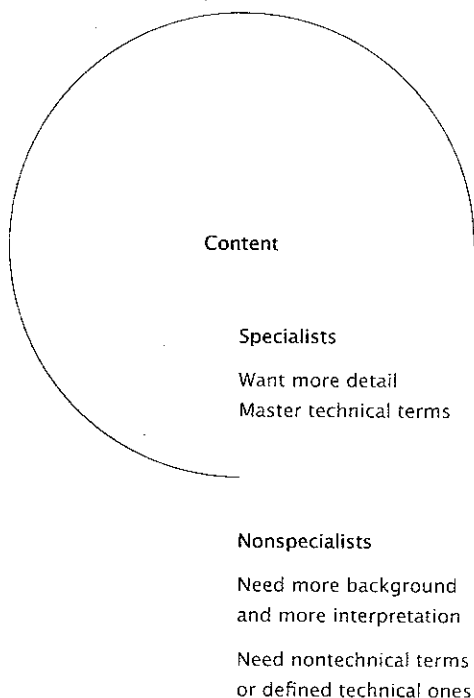 Content
Specialists
Want more detail
Master technical terms
Nonspecialists
Need more background
and more interpretation
Need nontechnical terms
or defined technical ones